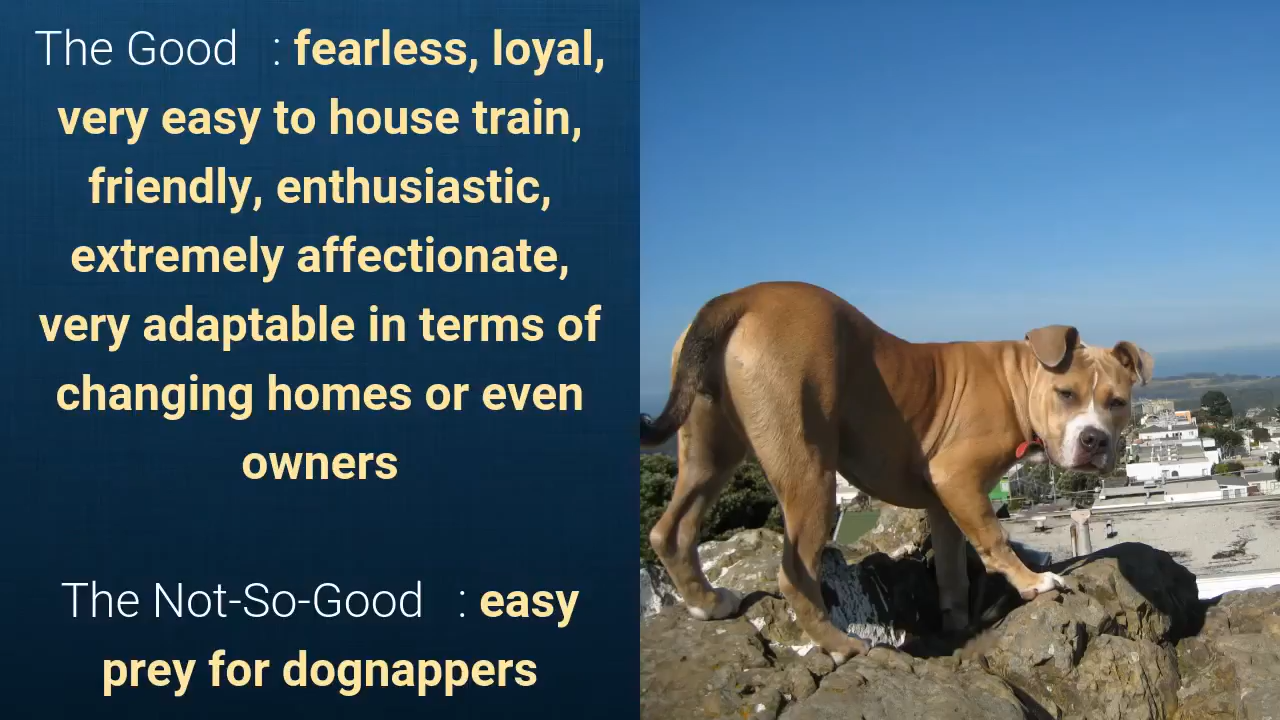 The Good : fearless, loyal,
very easy to house train,
friendly, enthusiastic,
extremely affectionate,
very adaptable in terms of
changing homes or even
owners
The Not-So-Good : easy
prey for dognappers